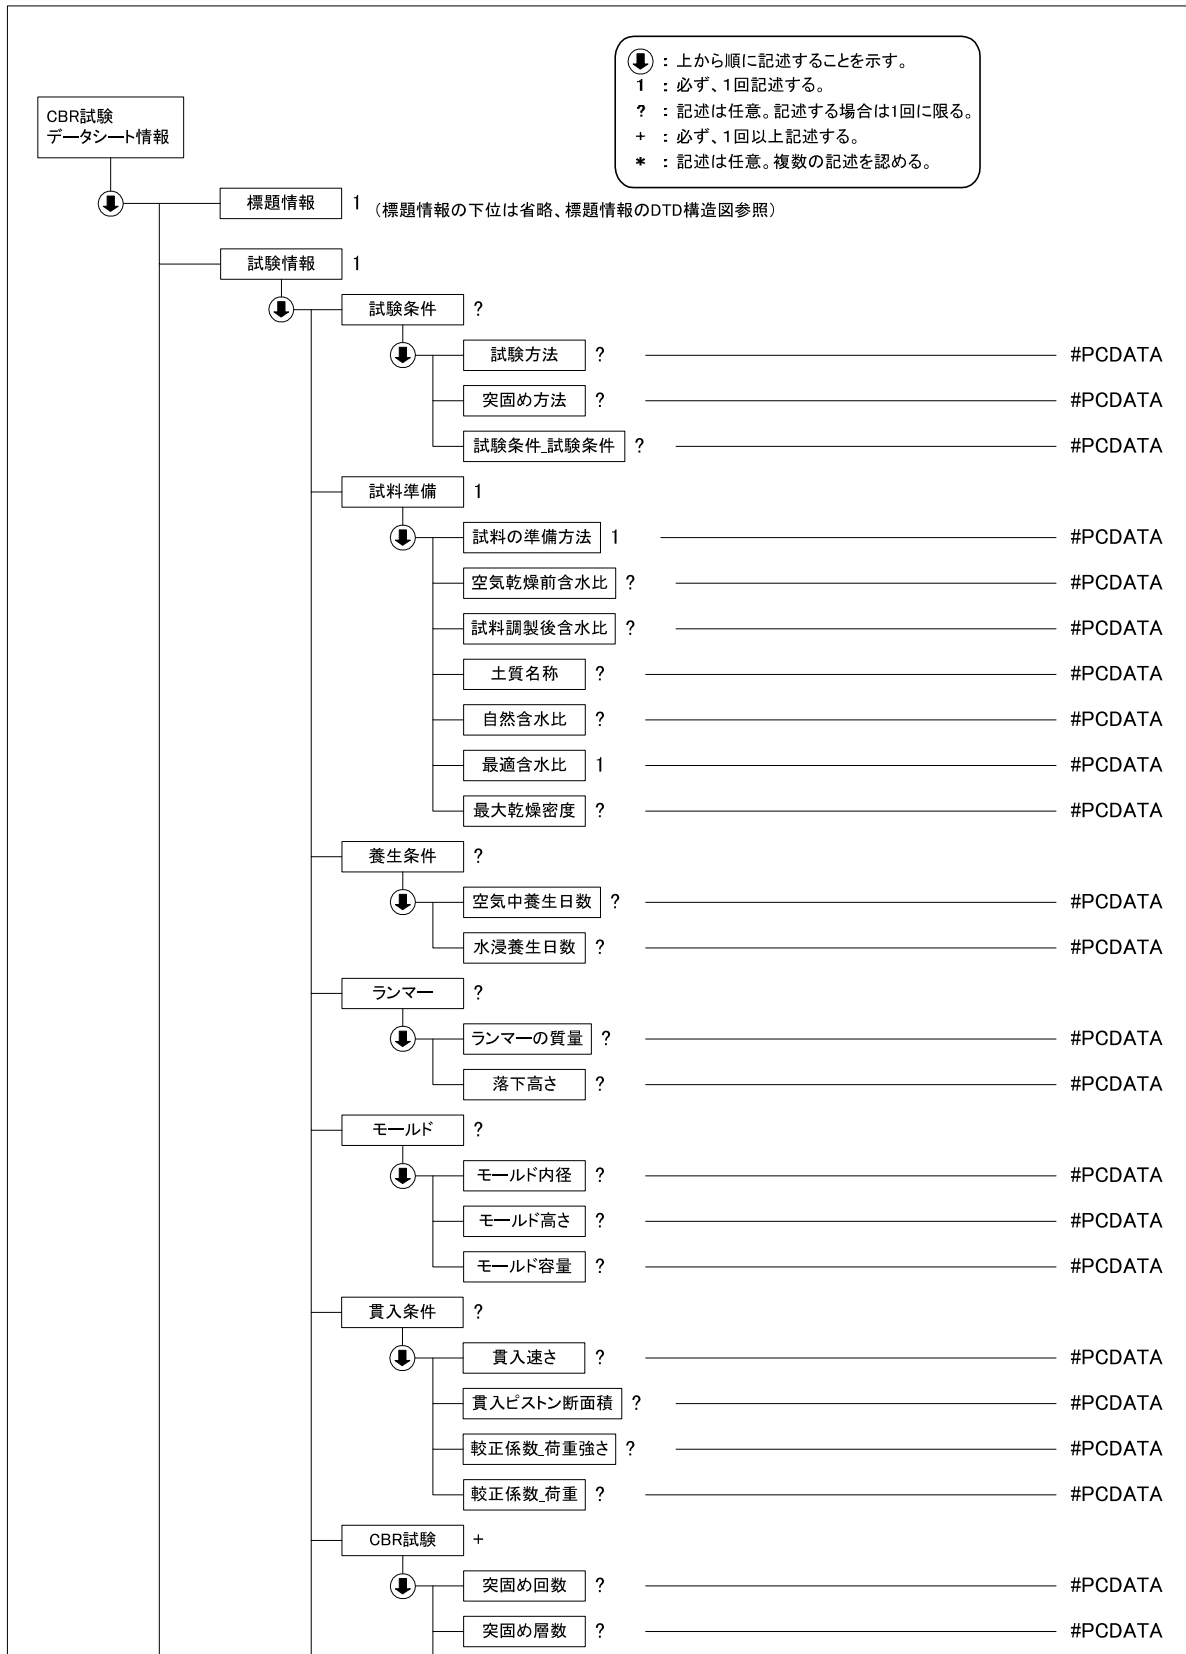 ： 上から順に記述することを示す。
1 ： 必ず、1回記述する。
? ： 記述は任意。記述する場合は1回に限る。
+ ： 必ず、1回以上記述する。
* ： 記述は任意。複数の記述を認める。
CBR試験
データシート情報
標題情報 1 （標題情報の下位は省略、標題情報のDTD構造図参照）
試験情報 1
試験条件 ?
試験方法 ? #PCDATA
突固め方法 ? #PCDATA
試験条件_試験条件 ? #PCDATA
試料準備 1
試料の準備方法 1 #PCDATA
空気乾燥前含水比 ? #PCDATA
試料調製後含水比 ? #PCDATA
土質名称 ? #PCDATA
自然含水比 ? #PCDATA
最適含水比 1 #PCDATA
最大乾燥密度 ? #PCDATA
養生条件 ?
空気中養生日数 ? #PCDATA
水浸養生日数 ? #PCDATA
ランマー ?
ランマーの質量 ? #PCDATA
落下高さ ? #PCDATA
モールド ?
モールド内径 ? #PCDATA
モールド高さ ? #PCDATA
モールド容量 ? #PCDATA
貫入条件 ?
貫入速さ ? #PCDATA
貫入ピストン断面積 ? #PCDATA
較正係数_荷重強さ ? #PCDATA
較正係数_荷重 ? #PCDATA
CBR試験 +
突固め回数 ? #PCDATA
突固め層数 ? #PCDATA